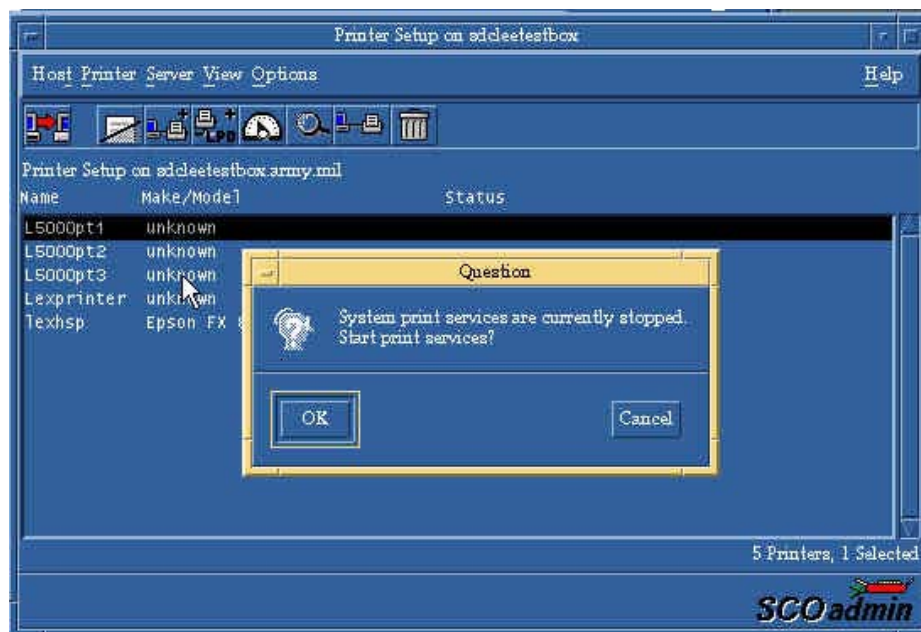 Printer Setup on sdcleetestbox
Host Printer Server View Options Help
LPD
Printer Setup on sdcleetestbox.army.mil
Name Make/Model Status
L5000pt1 unknown
L5000pt2 unknown
L5000pt3 unknown
Lexprinter unknown
lexhsp Epson FX
Question
System print services are currently stopped.
Start print services?
OK Cancel
5 Printers, 1 Selected
SCOadmin